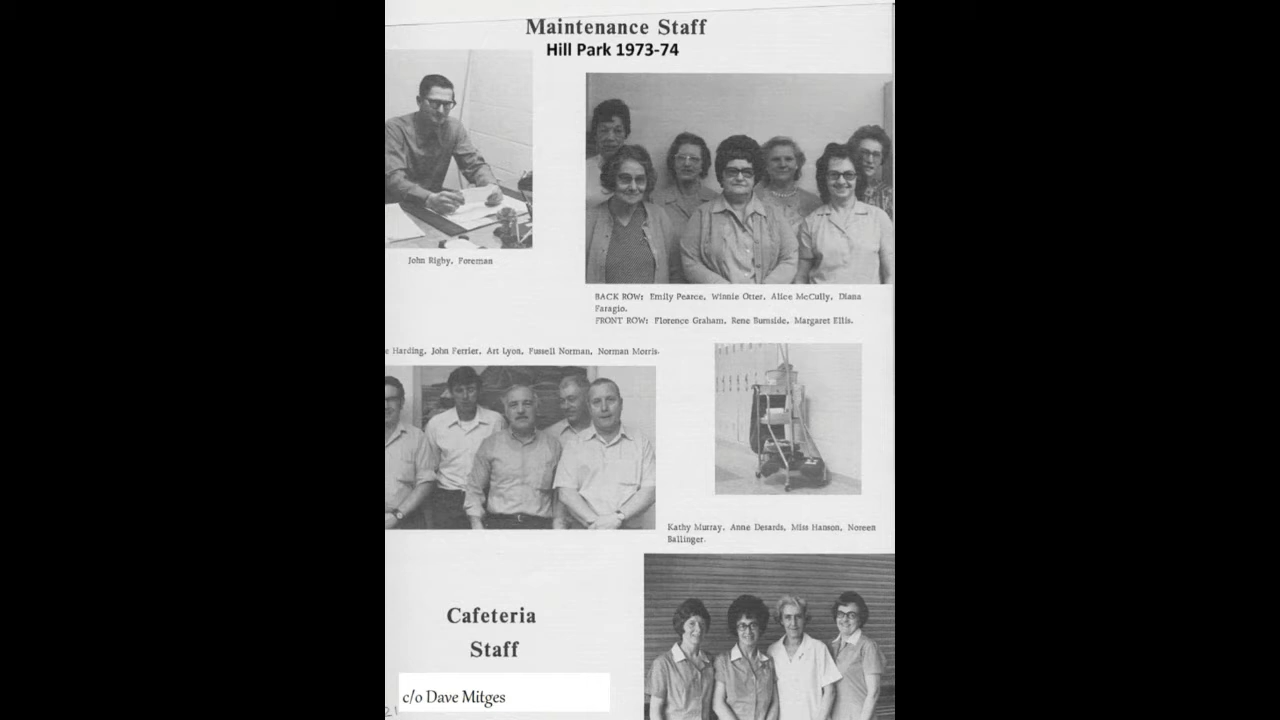 Maintenance Staff
Hill Park 1973-74
John Rigby, Foreman
BACK ROW: Emily Pearce, Winnie Otter, Alice McCully, Diana
Faragio.
FRONT ROW: Florence Graham, Rene Burnside, Margaret Ellis.
e Harding, John Ferrier, Art Lyon, Fussell Norman, Norman Morris.
Kathy Murray, Anne Desards, Miss Hanson, Noreen
Ballinger.
Cafeteria
Staff
c/o Dave Mitges